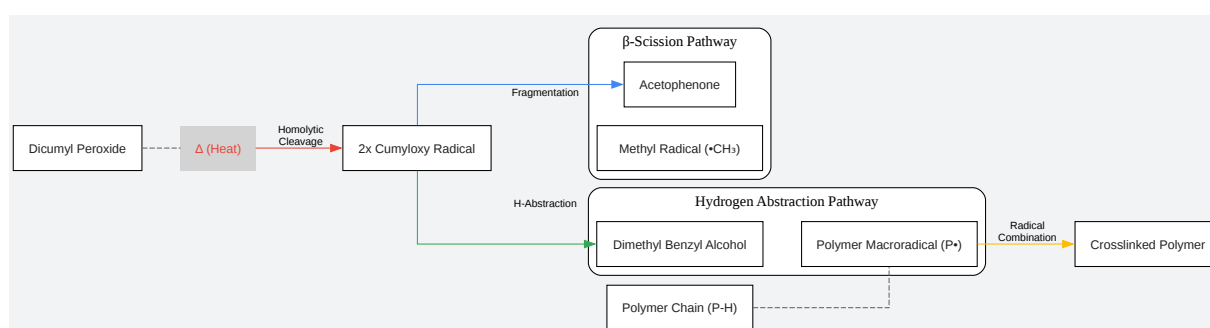 β-Scission Pathway
Acetophenone
Fragmentation
Methyl Radical (•CH₃)
Dicumyl Peroxide
Δ (Heat)
Homolytic
Cleavage
2x Cumyloxy Radical
H-Abstraction
Hydrogen Abstraction Pathway
Dimethyl Benzyl Alcohol
Polymer Macroradical (P•)
Radical
Combination
Crosslinked Polymer
Polymer Chain (P-H)